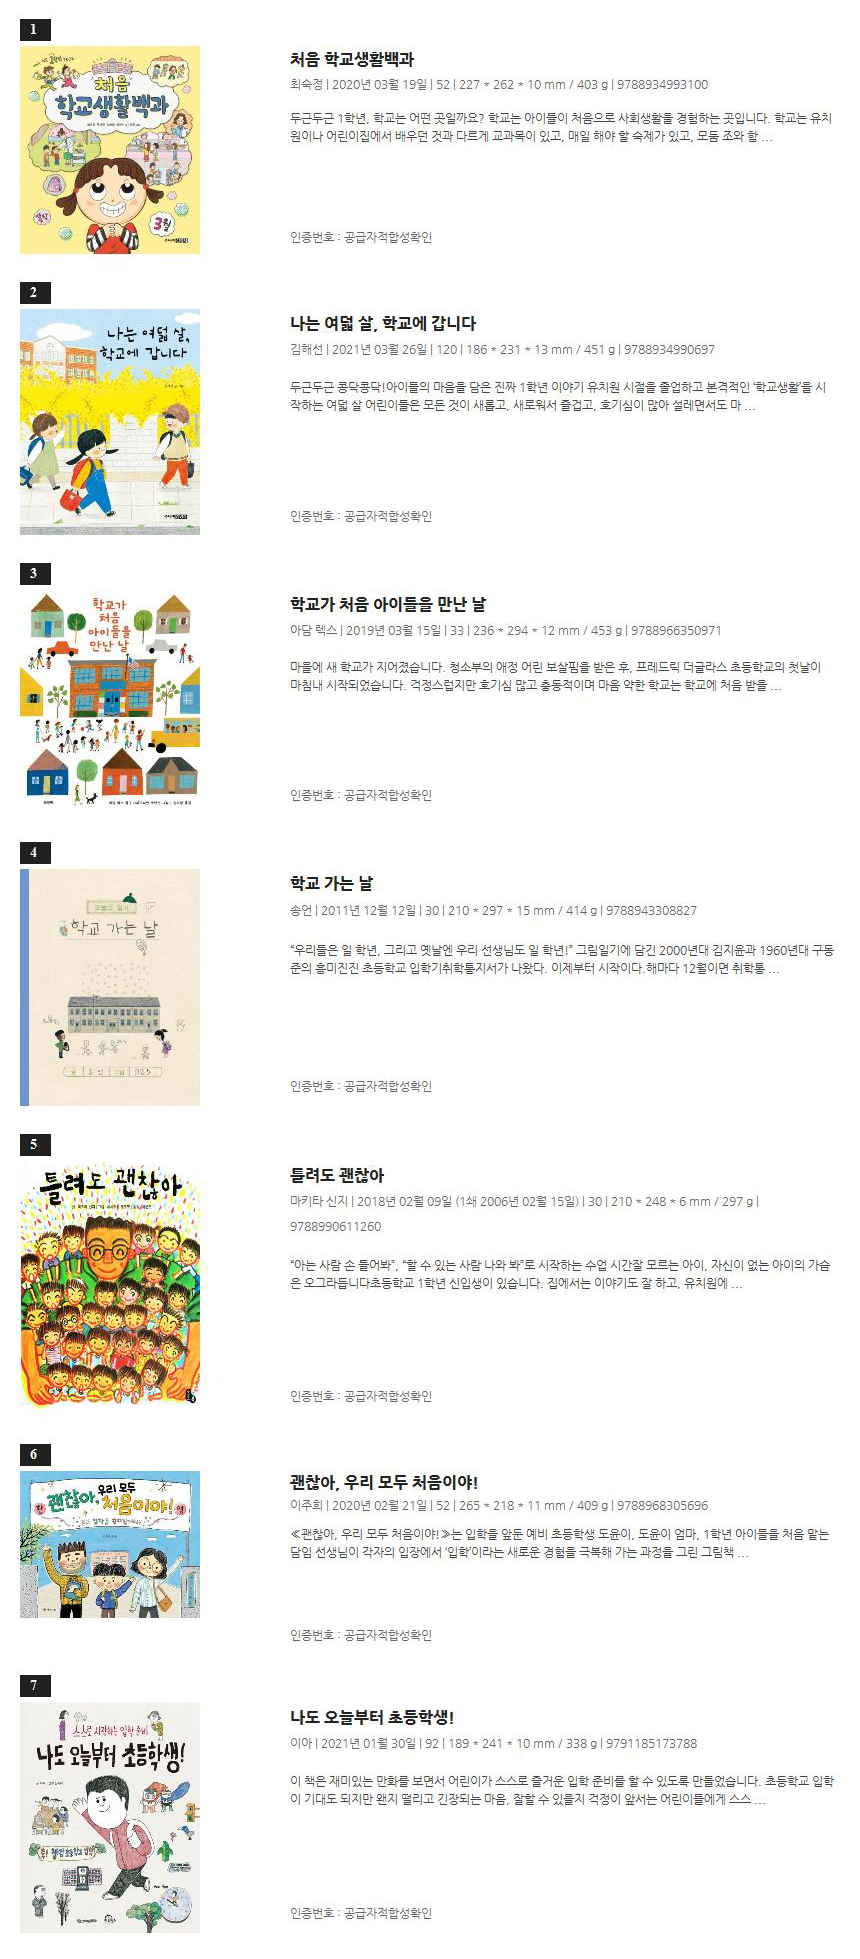 1
처음
학교생활백과
3월
처음 학교생활백과
최숙정 | 2020년 03월 19일 | 52 | 227 * 262 * 10 mm / 403 g | 9788934993100
두근두근 1학년, 학교는 어떤 곳일까요? 학교는 아이들이 처음으로 사회생활을 경험하는 곳입니다. 학교는 유치
원이나 어린이집에서 배우던 것과 다르게 교과목이 있고, 매일 해야 할 숙제가 있고, 모둠 조와 함 ...
인증번호 : 공급자적합성확인
2
나는 여덟 살,
학교에 갑니다
나는 여덟 살, 학교에 갑니다
김해선 | 2021년 03월 26일 | 120 | 186 * 231 * 13 mm / 451 g | 9788934990697
두근두근 콩닥콩닥!아이들의 마음을 담은 진짜 1학년 이야기 유치원 시절을 졸업하고 본격적인 ‘학교생활’을 시
작하는 여덟 살 어린이들은 모든 것이 새롭고, 새로워서 즐겁고, 호기심이 많아 설레면서도 마 ...
인증번호 : 공급자적합성확인
3
학교가
처음
아이들을
만난 날
학교가 처음 아이들을 만난 날
아담 렉스 | 2019년 03월 15일 | 33 | 236 * 294 * 12 mm / 453 g | 9788966350971
마을에 새 학교가 지어졌습니다. 청소부의 애정 어린 보살핌을 받은 후, 프레드릭 더글라스 초등학교의 첫날이
마침내 시작되었습니다. 걱정스럽지만 호기심 많고 충동적이며 마음 약한 학교는 학교에 처음 받을 ...
인증번호 : 공급자적합성확인
4
학교 가는 날
학교 가는 날
송언 | 2011년 12월 12일 | 30 | 210 * 297 * 15 mm / 414 g | 9788943308827
“우리들은 일 학년, 그리고 옛날엔 우리 선생님도 일 학년!” 그림일기에 담긴 2000년대 김지윤과 1960년대 구동
준의 흥미진진 초등학교 입학기취학통지서가 나왔다. 이제부터 시작이다.해마다 12월이면 취학통 ...
인증번호 : 공급자적합성확인
5
틀려도 괜찮아
틀려도 괜찮아
마키타 신지 | 2018년 02월 09일 (1쇄 2006년 02월 15일) | 30 | 210 * 248 * 6 mm / 297 g |
9788990611260
“아는 사람 손 들어봐”, “할 수 있는 사람 나와 봐”로 시작하는 수업 시간잘 모르는 아이, 자신이 없는 아이의 가슴
은 오그라듭니다초등학교 1학년 신입생이 있습니다. 집에서는 이야기도 잘 하고, 유치원에 ...
인증번호 : 공급자적합성확인
6
괜찮아, 우리 모두
처음이야!
괜찮아, 우리 모두 처음이야!
이주희 | 2020년 02월 21일 | 52 | 265 * 218 * 11 mm / 409 g | 9788968305696
≪괜찮아, 우리 모두 처음이야!≫는 입학을 앞둔 예비 초등학생 도윤이, 도윤이 엄마, 1학년 아이들을 처음 맡는
담임 선생님이 각자의 입장에서 ‘입학’이라는 새로운 경험을 극복해 가는 과정을 그린 그림책 ...
인증번호 : 공급자적합성확인
7
스스로 시작하는 입학 준비
나도 오늘부터 초등학생!
나도 오늘부터 초등학생!
이아 | 2021년 01월 30일 | 92 | 189 * 241 * 10 mm / 338 g | 9791185173788
이 책은 재미있는 만화를 보면서 어린이가 스스로 즐거운 입학 준비를 할 수 있도록 만들었습니다. 초등학교 입학
이 기대도 되지만 왠지 떨리고 긴장되는 마음, 잘할 수 있을지 걱정이 앞서는 어린이들에게 스스 ...
인증번호 : 공급자적합성확인